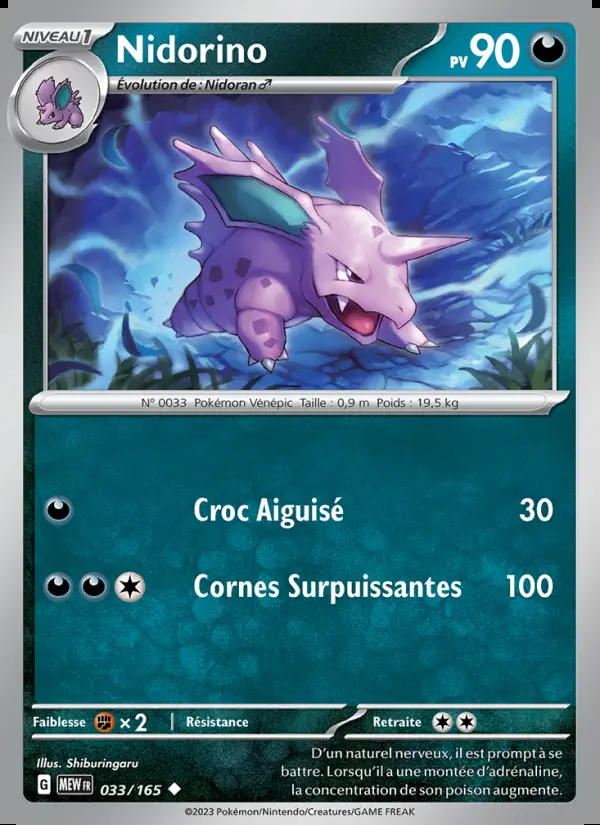 NIVEAU 1
Nidorino
PV 90
Évolution de : Nidoran♂
N° 0033 Pokémon Vénépic Taille : 0,9 m Poids : 19,5 kg
Croc Aiguisé 30
Cornes Surpuissantes 100
Faiblesse ×2 Résistance Retraite
Illus. Shiburingaru
D'un naturel nerveux, il est prompt à se
battre. Lorsqu'il a une montée d'adrénaline,
la concentration de son poison augmente.
G MEW FR 033/165
©2023 Pokémon/Nintendo/Creatures/GAME FREAK